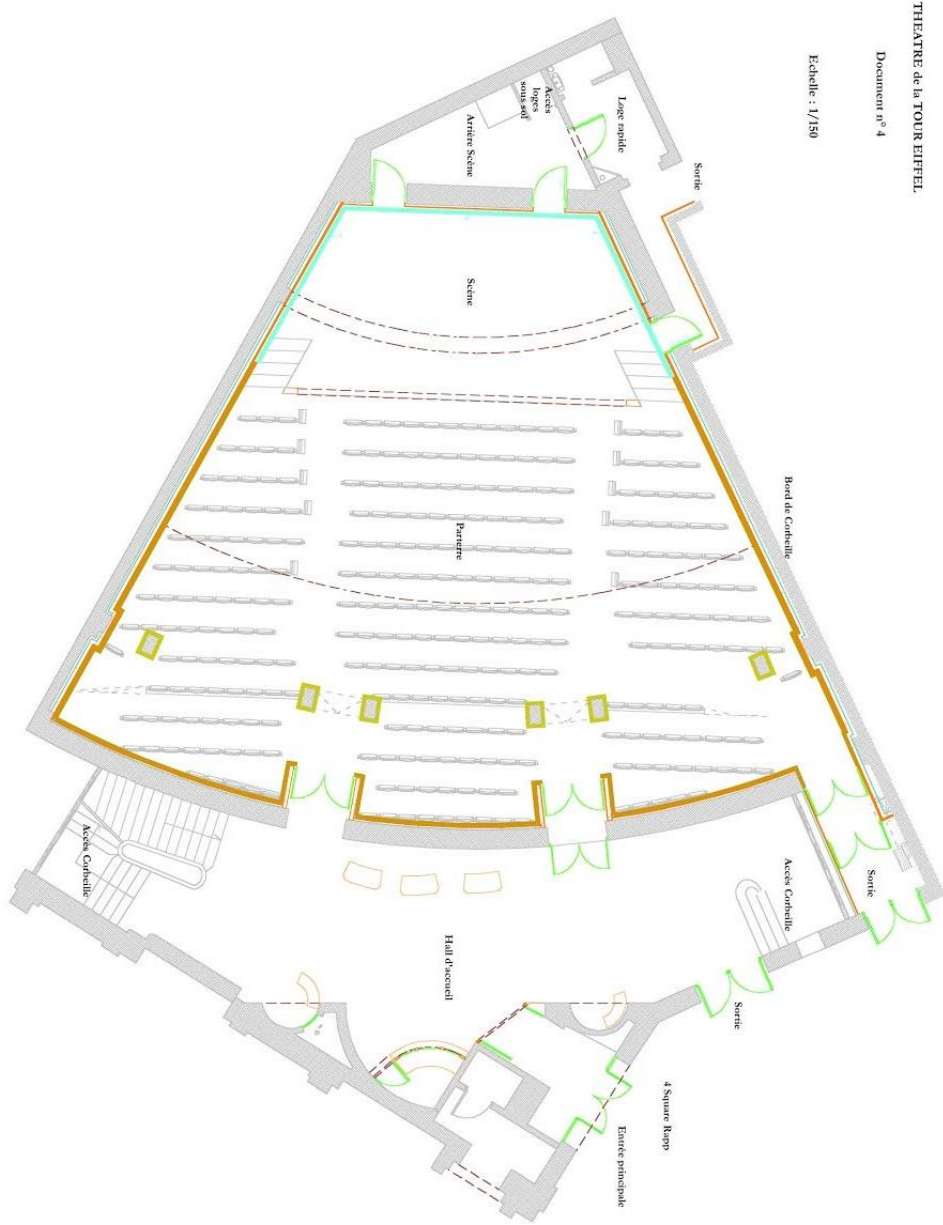 THEATRE de la TOUR EIFFEL
Document n° 4
Echelle : 1/150
Sortie
Loge rapide
Accès
loges
sous sol
Arrière Scène
Scène
Bord de Corbeille
Parterre
Sortie
Accès Corbeille
Accès Corbeille
Hall d'accueil
Sortie
4 Square Rapp
Entrée principale